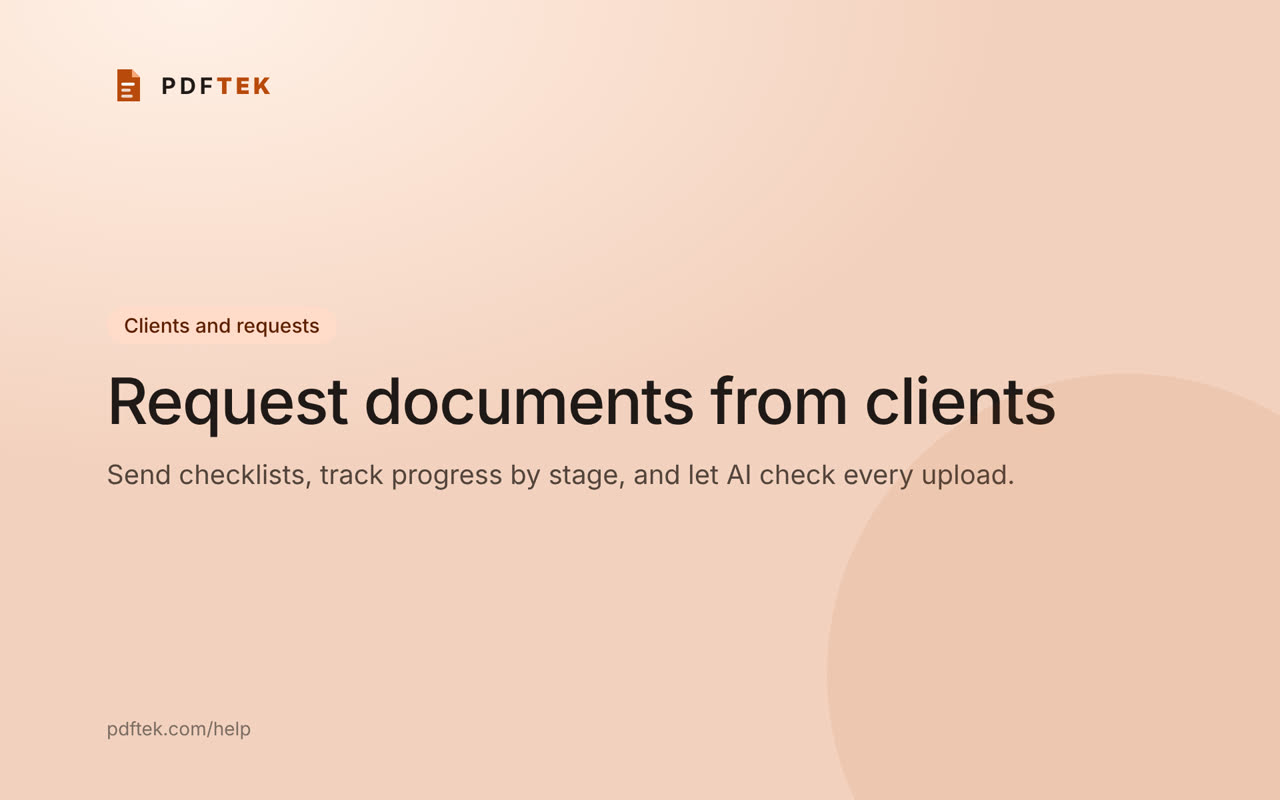 PDFTEK
Clients and requests
Request documents from clients
Send checklists, track progress by stage, and let AI check every upload.
pdftek.com/help